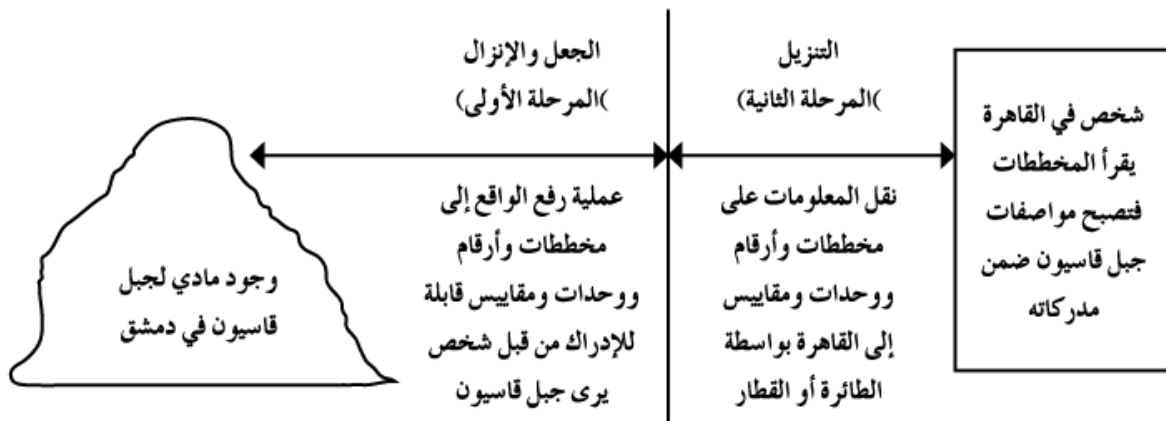 شخص في القاهرة
يقرأ المخططات
فتصبح مواصفات
جبل قاسيون ضمن
مدركاته
التنزيل
)المرحلة الثانية)
نقل المعلومات على
مخططات وأرقام
ووحدات ومقاييس
إلى القاهرة بواسطة
الطائرة أو القطار
الجعل والإنزال
)المرحلة الأولى)
عملية رفع الواقع إلى
مخططات وأرقام
ووحدات ومقاييس قابلة
للإدراك من قبل شخص
يرى جبل قاسيون
وجود مادي لجبل
قاسيون في دمشق